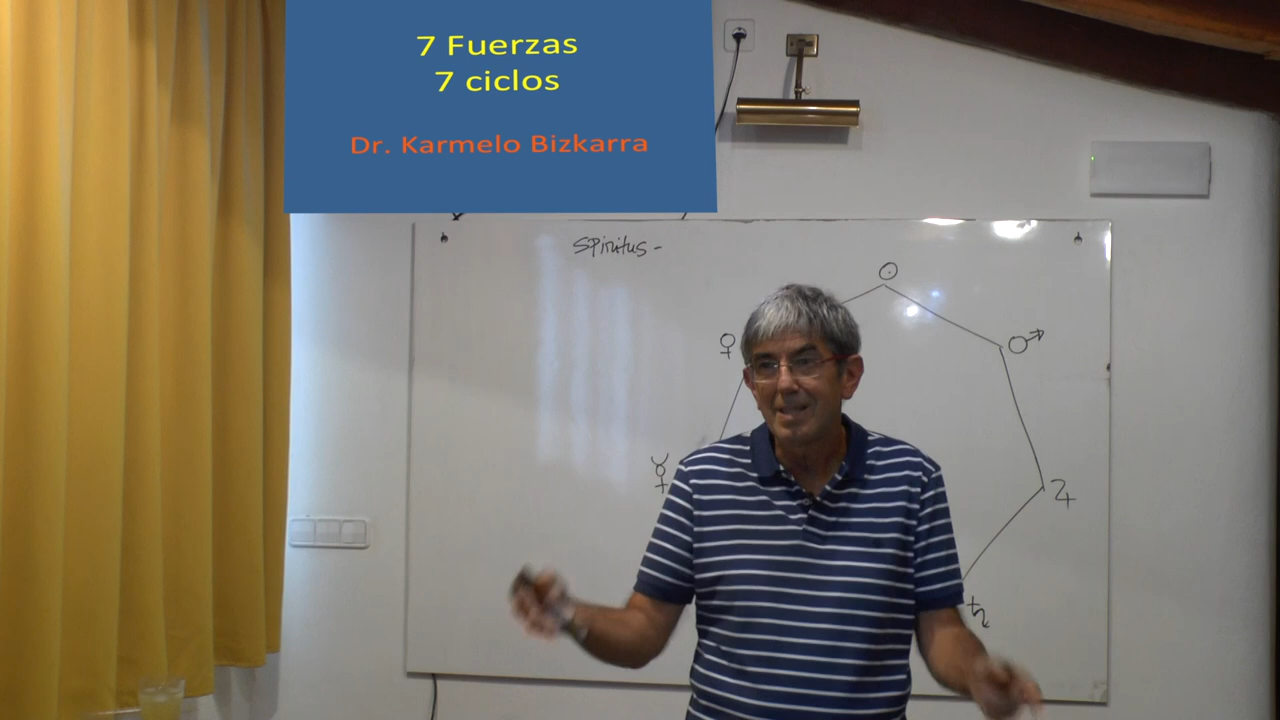 7 Fuerzas
7 ciclos
Dr. Karmelo Bizkarra
Spiritus -
☉
♀
♂
☿
♃
♄